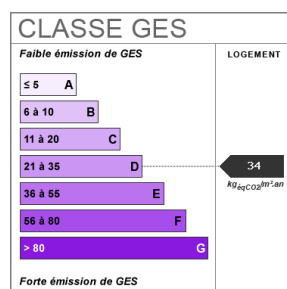 CLASSE GES
Faible émission de GES
LOGEMENT
≤ 5 A
6 à 10 B
11 à 20 C
21 à 35 D
34
kgéqCO2/m².an
36 à 55 E
56 à 80 F
> 80 G
Forte émission de GES